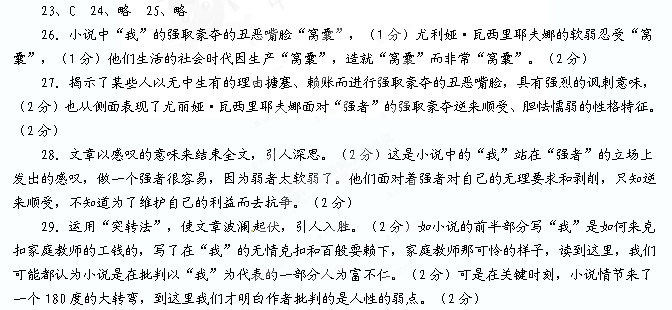 23、C　24、略　25、略
26．小说中“我”的强取豪夺的丑恶嘴脸“窝囊”，（1分）尤利娅·瓦西里耶夫娜的软弱忍受“窝
囊”，（1分）他们生活的社会时代因生产“窝囊”，造就“窝囊”而非常“窝囊”。（2分）
27．揭示了某些人以无中生有的理由搪塞、赖账而进行强取豪夺的丑恶嘴脸，具有强烈的讽刺意味，
（2分）也从侧面表现了尤丽娅·瓦西里耶夫娜面对“强者”的强取豪夺逆来顺受、胆怯懦弱的性格特征。
（2分）
28．文章以感叹的意味来结束全文，引人深思。（2分）这是小说中的“我”站在“强者”的立场上
发出的感叹，做一个强者很容易，因为弱者太软弱了。他们面对着强者对自己的无理要求和剥削，只知逆
来顺受，不知道为了维护自己的利益而去抗争。（2分）
29．运用“突转法”，使文章波澜起伏，引人入胜。（2分）如小说的前半部分写“我”是如何来克
扣家庭教师的工钱的，写了在“我”的无情克扣和百般耍赖下，家庭教师那可怜的样子，读到这里，我们
可能都认为小说是在批判以“我”为代表的一部分人为富不仁。（2分）可是在关键时刻，小说情节来了
一个180度的大转弯，到这里我们才明白作者批判的是人性的弱点。（2分）